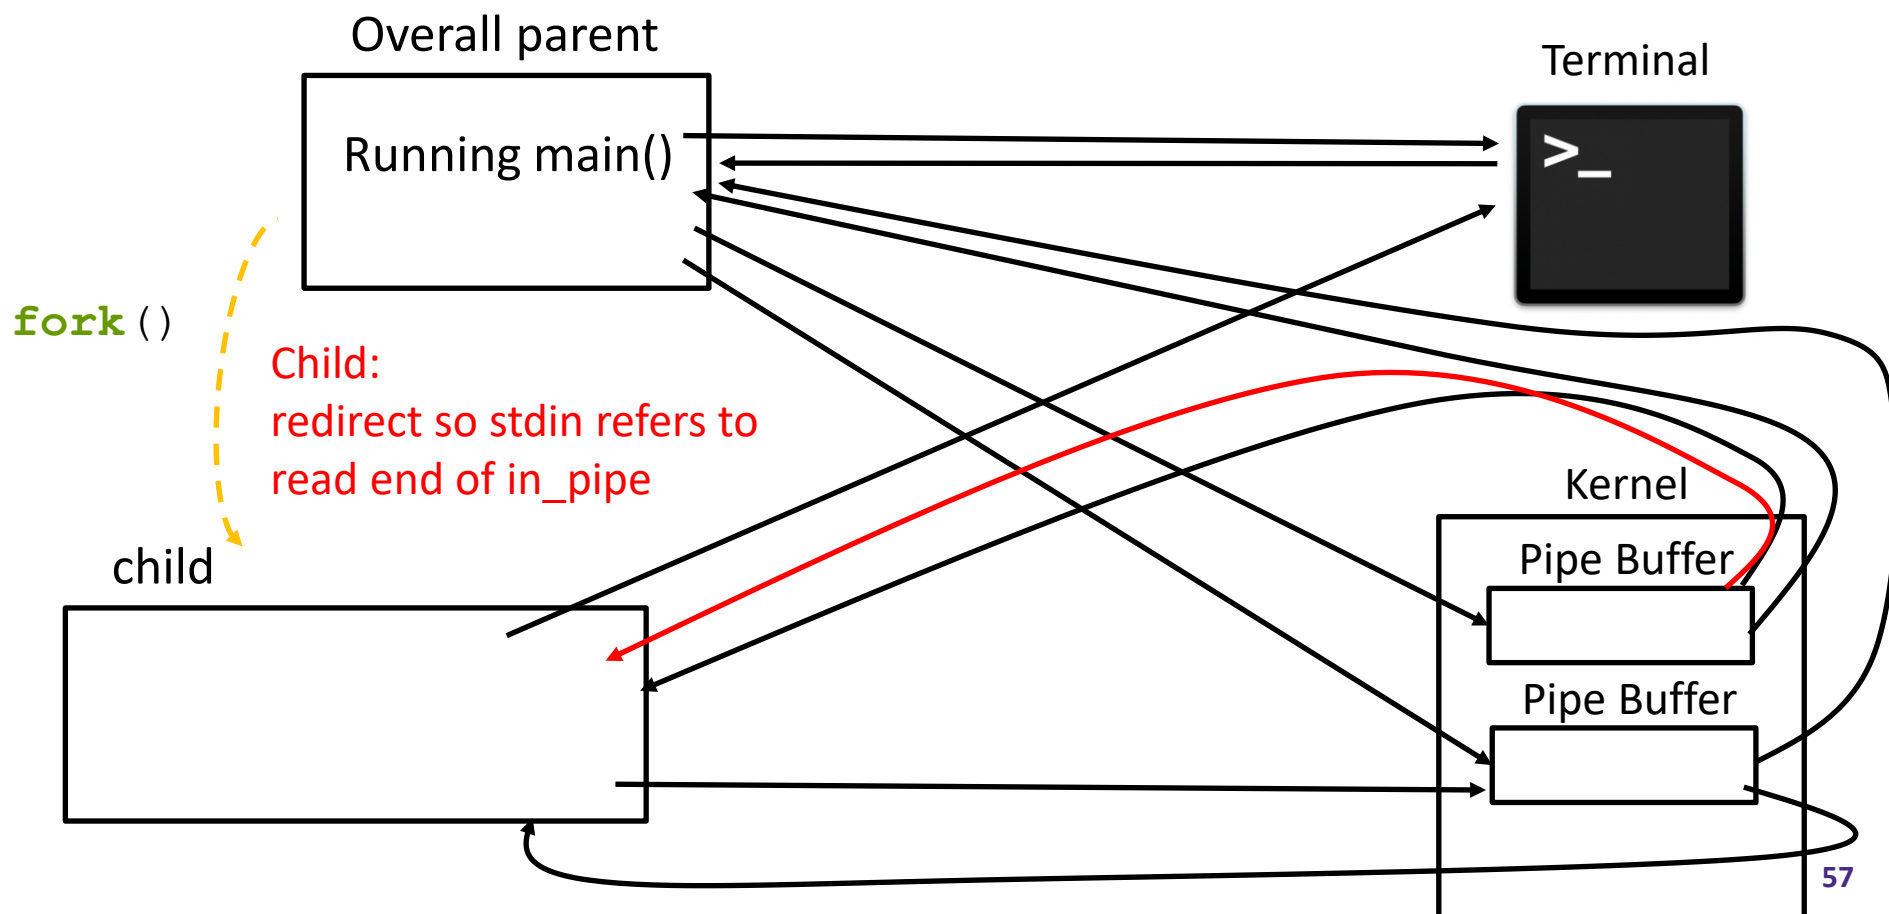 Overall parent
Terminal
Running main()
>_
fork()
Child:
redirect so stdin refers to
read end of in_pipe
Kernel
child
Pipe Buffer
Pipe Buffer
57